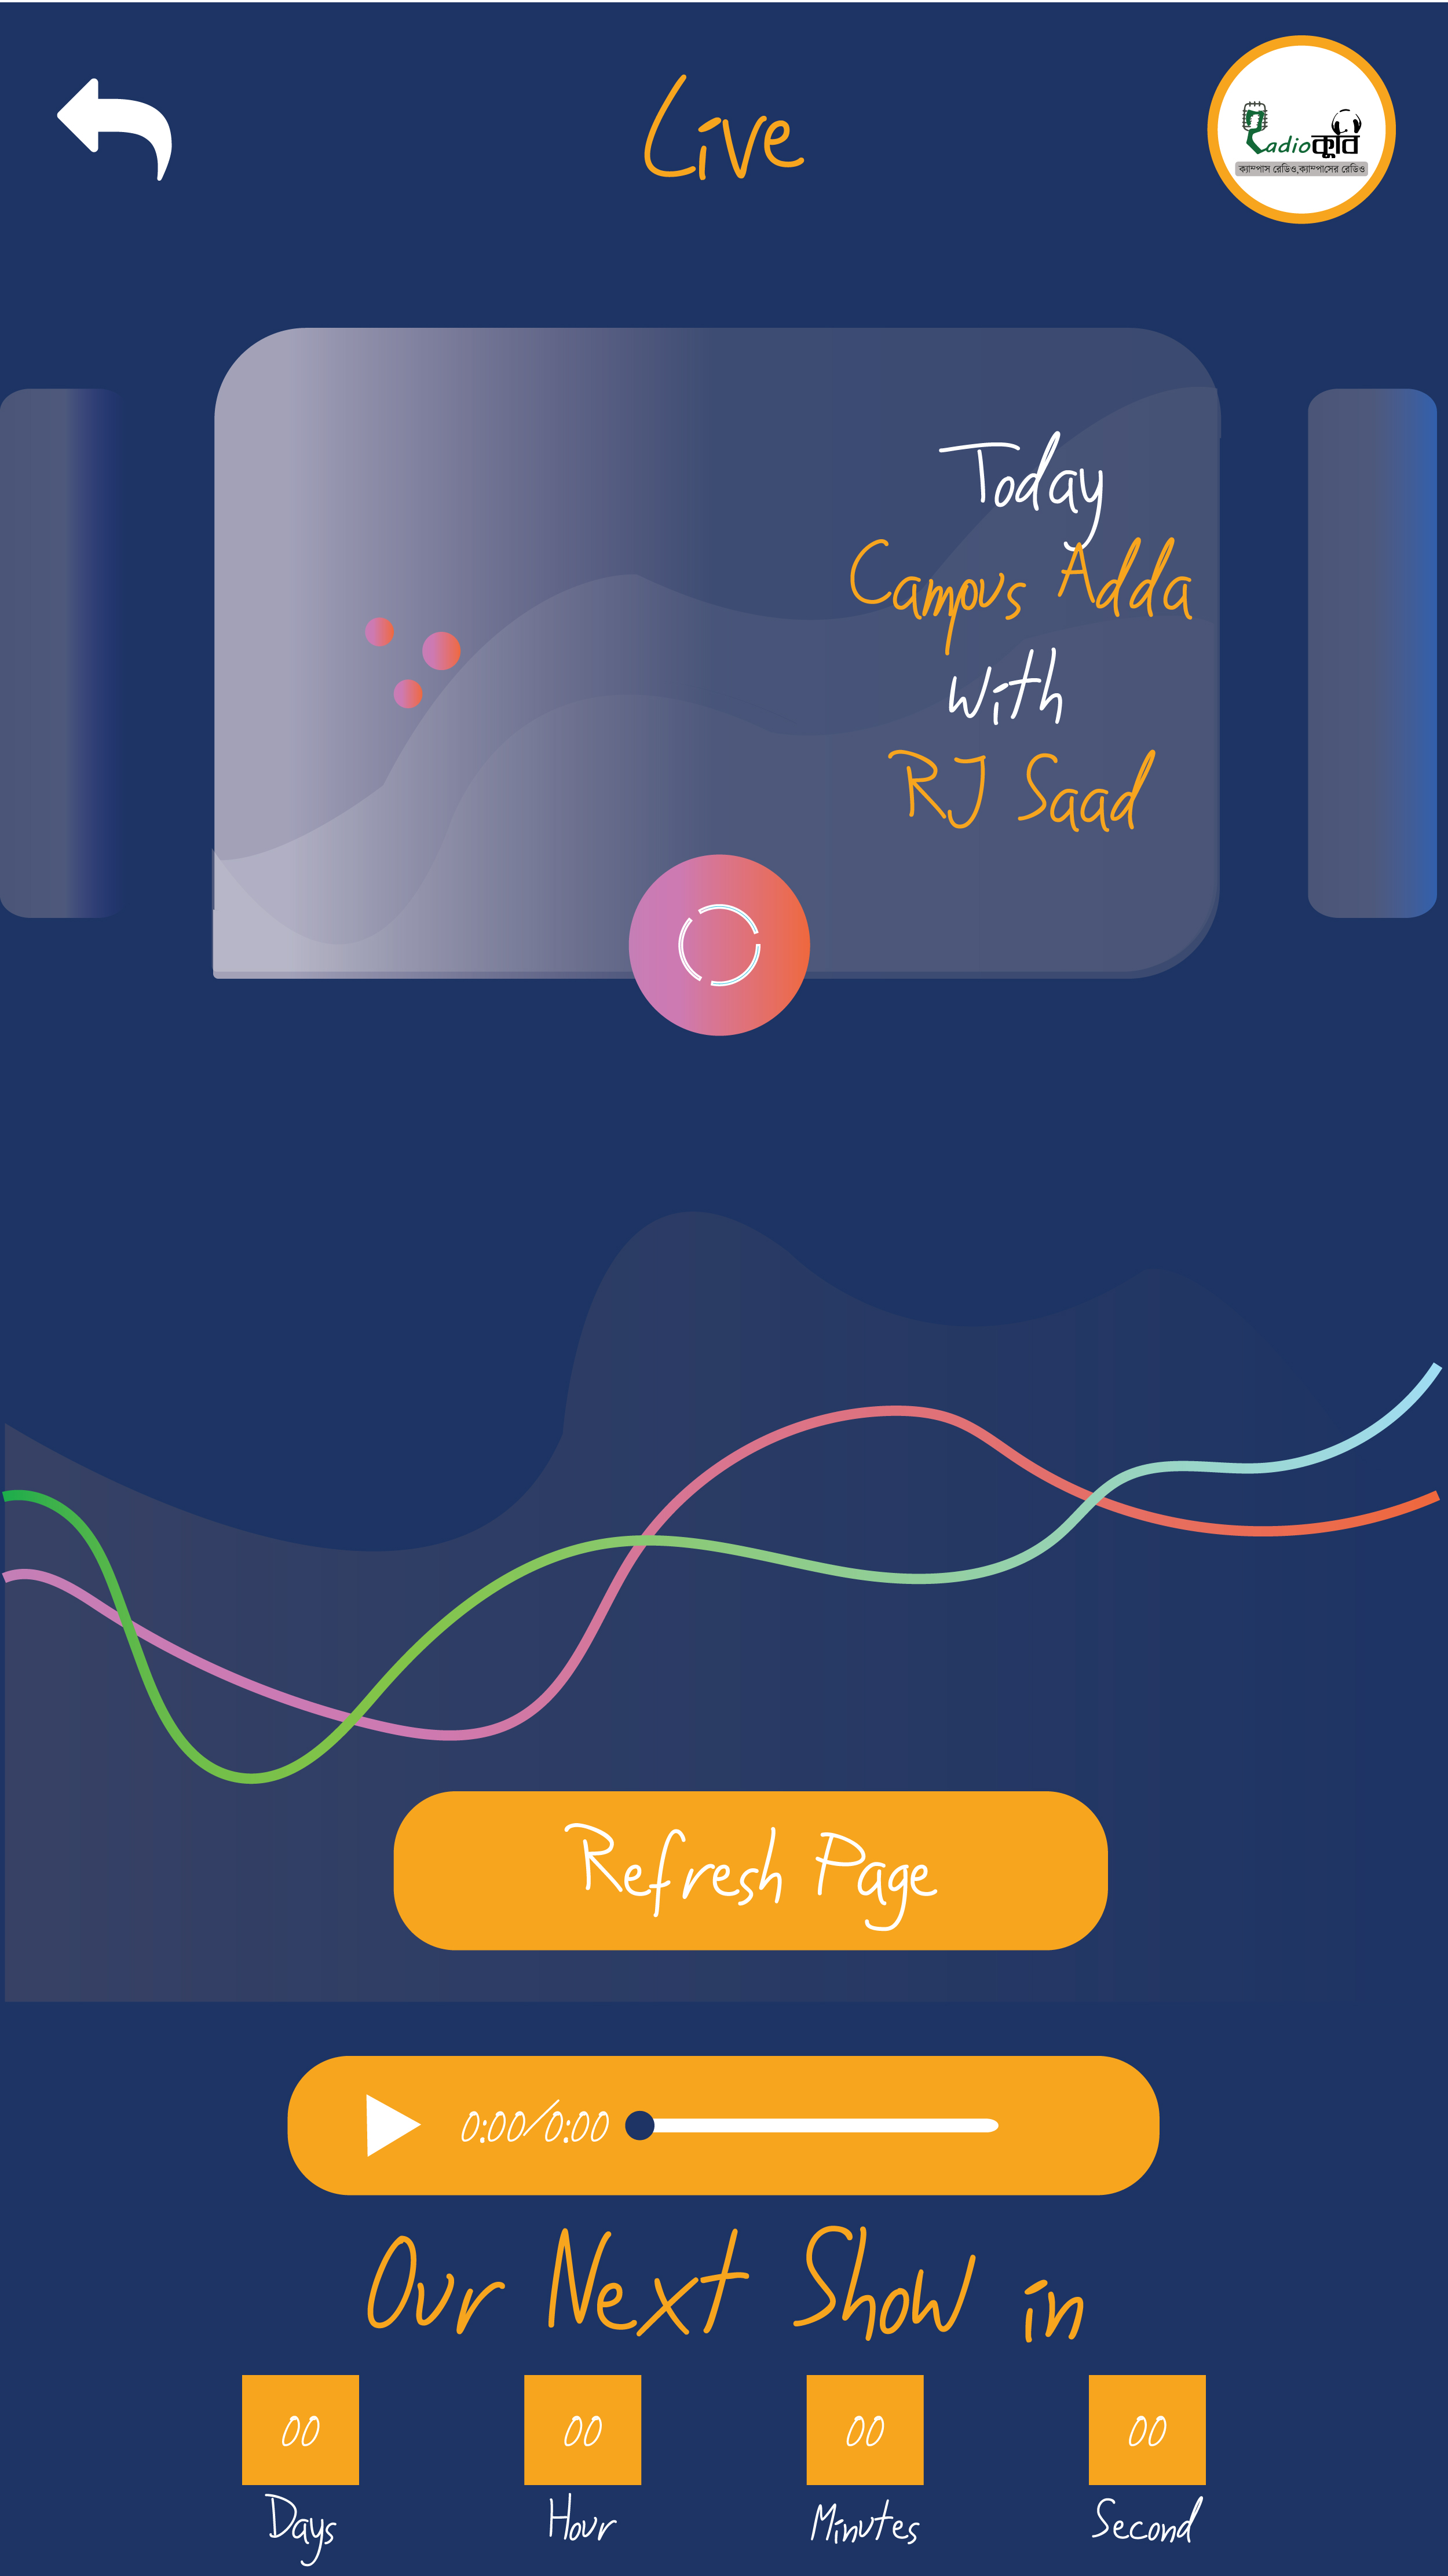 Live
Radio কুবি
ক্যাম্পাস রেডিও,ক্যাম্পাসের রেডিও
Today
Campus Adda
with
RJ Saad
Refresh Page
0:00/0:00
Our Next Show in
00 00 00 00
Days Hour Minutes Second